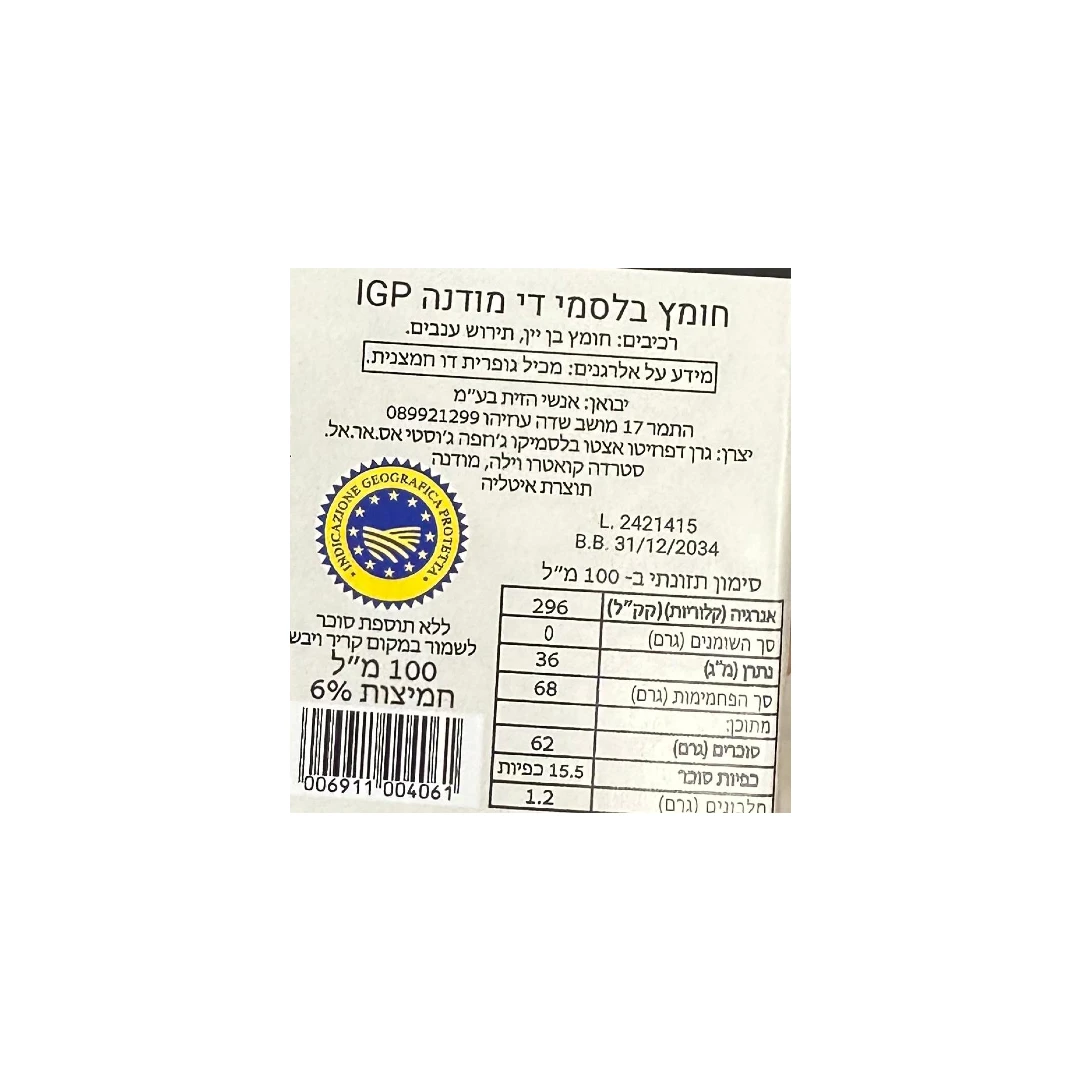 חומץ בלסמי די מודנה IGP
רכיבים: חומץ בן יין, תירוש ענבים.
מידע על אלרגנים: מכיל גופרית דו חמצנית.
יבואן: אנשי הזית בע"מ
התמר 17 מושב שדה עוזיהו 089921299
יצרן: גרן דפוזיטו אצטו בלסמיקו ג'וזפה ג'וסטי אס.אר.אל.
סטרדה קואטרו וילה, מודנה
תוצרת איטליה
INDICAZIONE GEOGRAFICA PROTETTA
L. 2421415
B.B. 31/12/2034
ללא תוספת סוכר
לשמור במקום קריר ויבש
100 מ"ל
חמיצות 6%
006911 004061
סימון תזונתי ב- 100 מ"ל
אנרגיה (קלוריות)(קק"ל) 296
סך השומנים (גרם) 0
נתרן (מ"ג) 36
סך הפחמימות (גרם) 68
מתוכן:
סוכרים (גרם) 62
כפיות סוכר 15.5 כפיות
חלבונים (גרם) 1.2